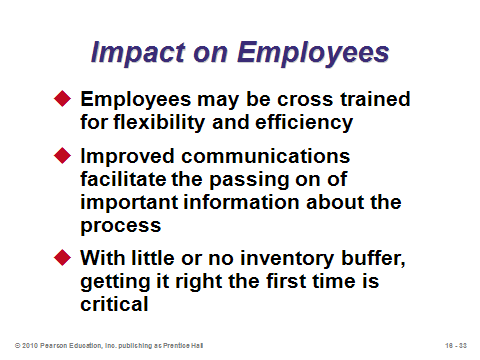 Impact on Employees
Employees may be cross trained
for flexibility and efficiency
Improved communications
facilitate the passing on of
important information about the
process
With little or no inventory buffer,
getting it right the first time is
critical
© 2010 Pearson Education, Inc. publishing as Prentice Hall
16 - 33